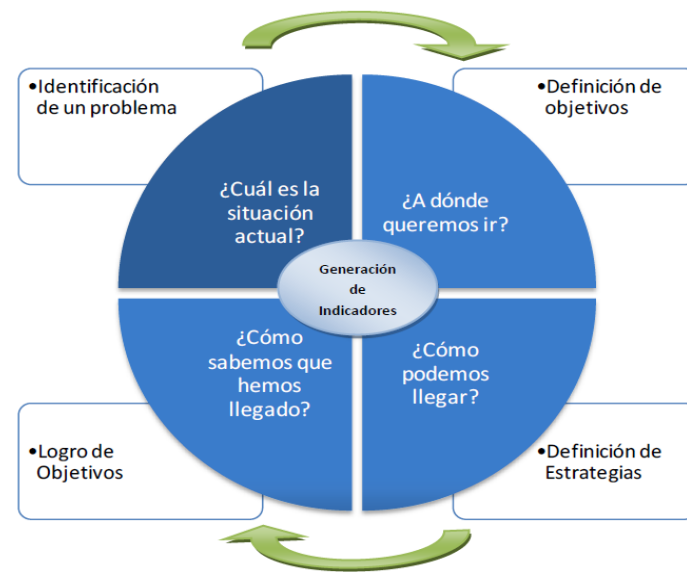 •Identificación
de un problema
•Definición de
objetivos
¿Cuál es la
situación
actual?
¿A dónde
queremos ir?
Generación
de
Indicadores
¿Cómo
sabemos que
hemos
llegado?
¿Cómo
podemos
llegar?
•Logro de
Objetivos
•Definición de
Estrategias